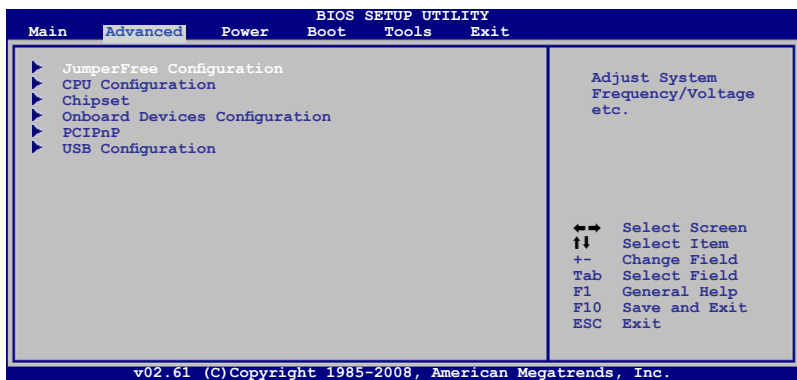 BIOS SETUP UTILITY
Main Advanced Power Boot Tools Exit
JumperFree Configuration
CPU Configuration
Chipset
Onboard Devices Configuration
PCIPnP
USB Configuration
Adjust System
Frequency/Voltage
etc.
←→ Select Screen
↑↓ Select Item
+- Change Field
Tab Select Field
F1 General Help
F10 Save and Exit
ESC Exit
v02.61 (C)Copyright 1985-2008, American Megatrends, Inc.